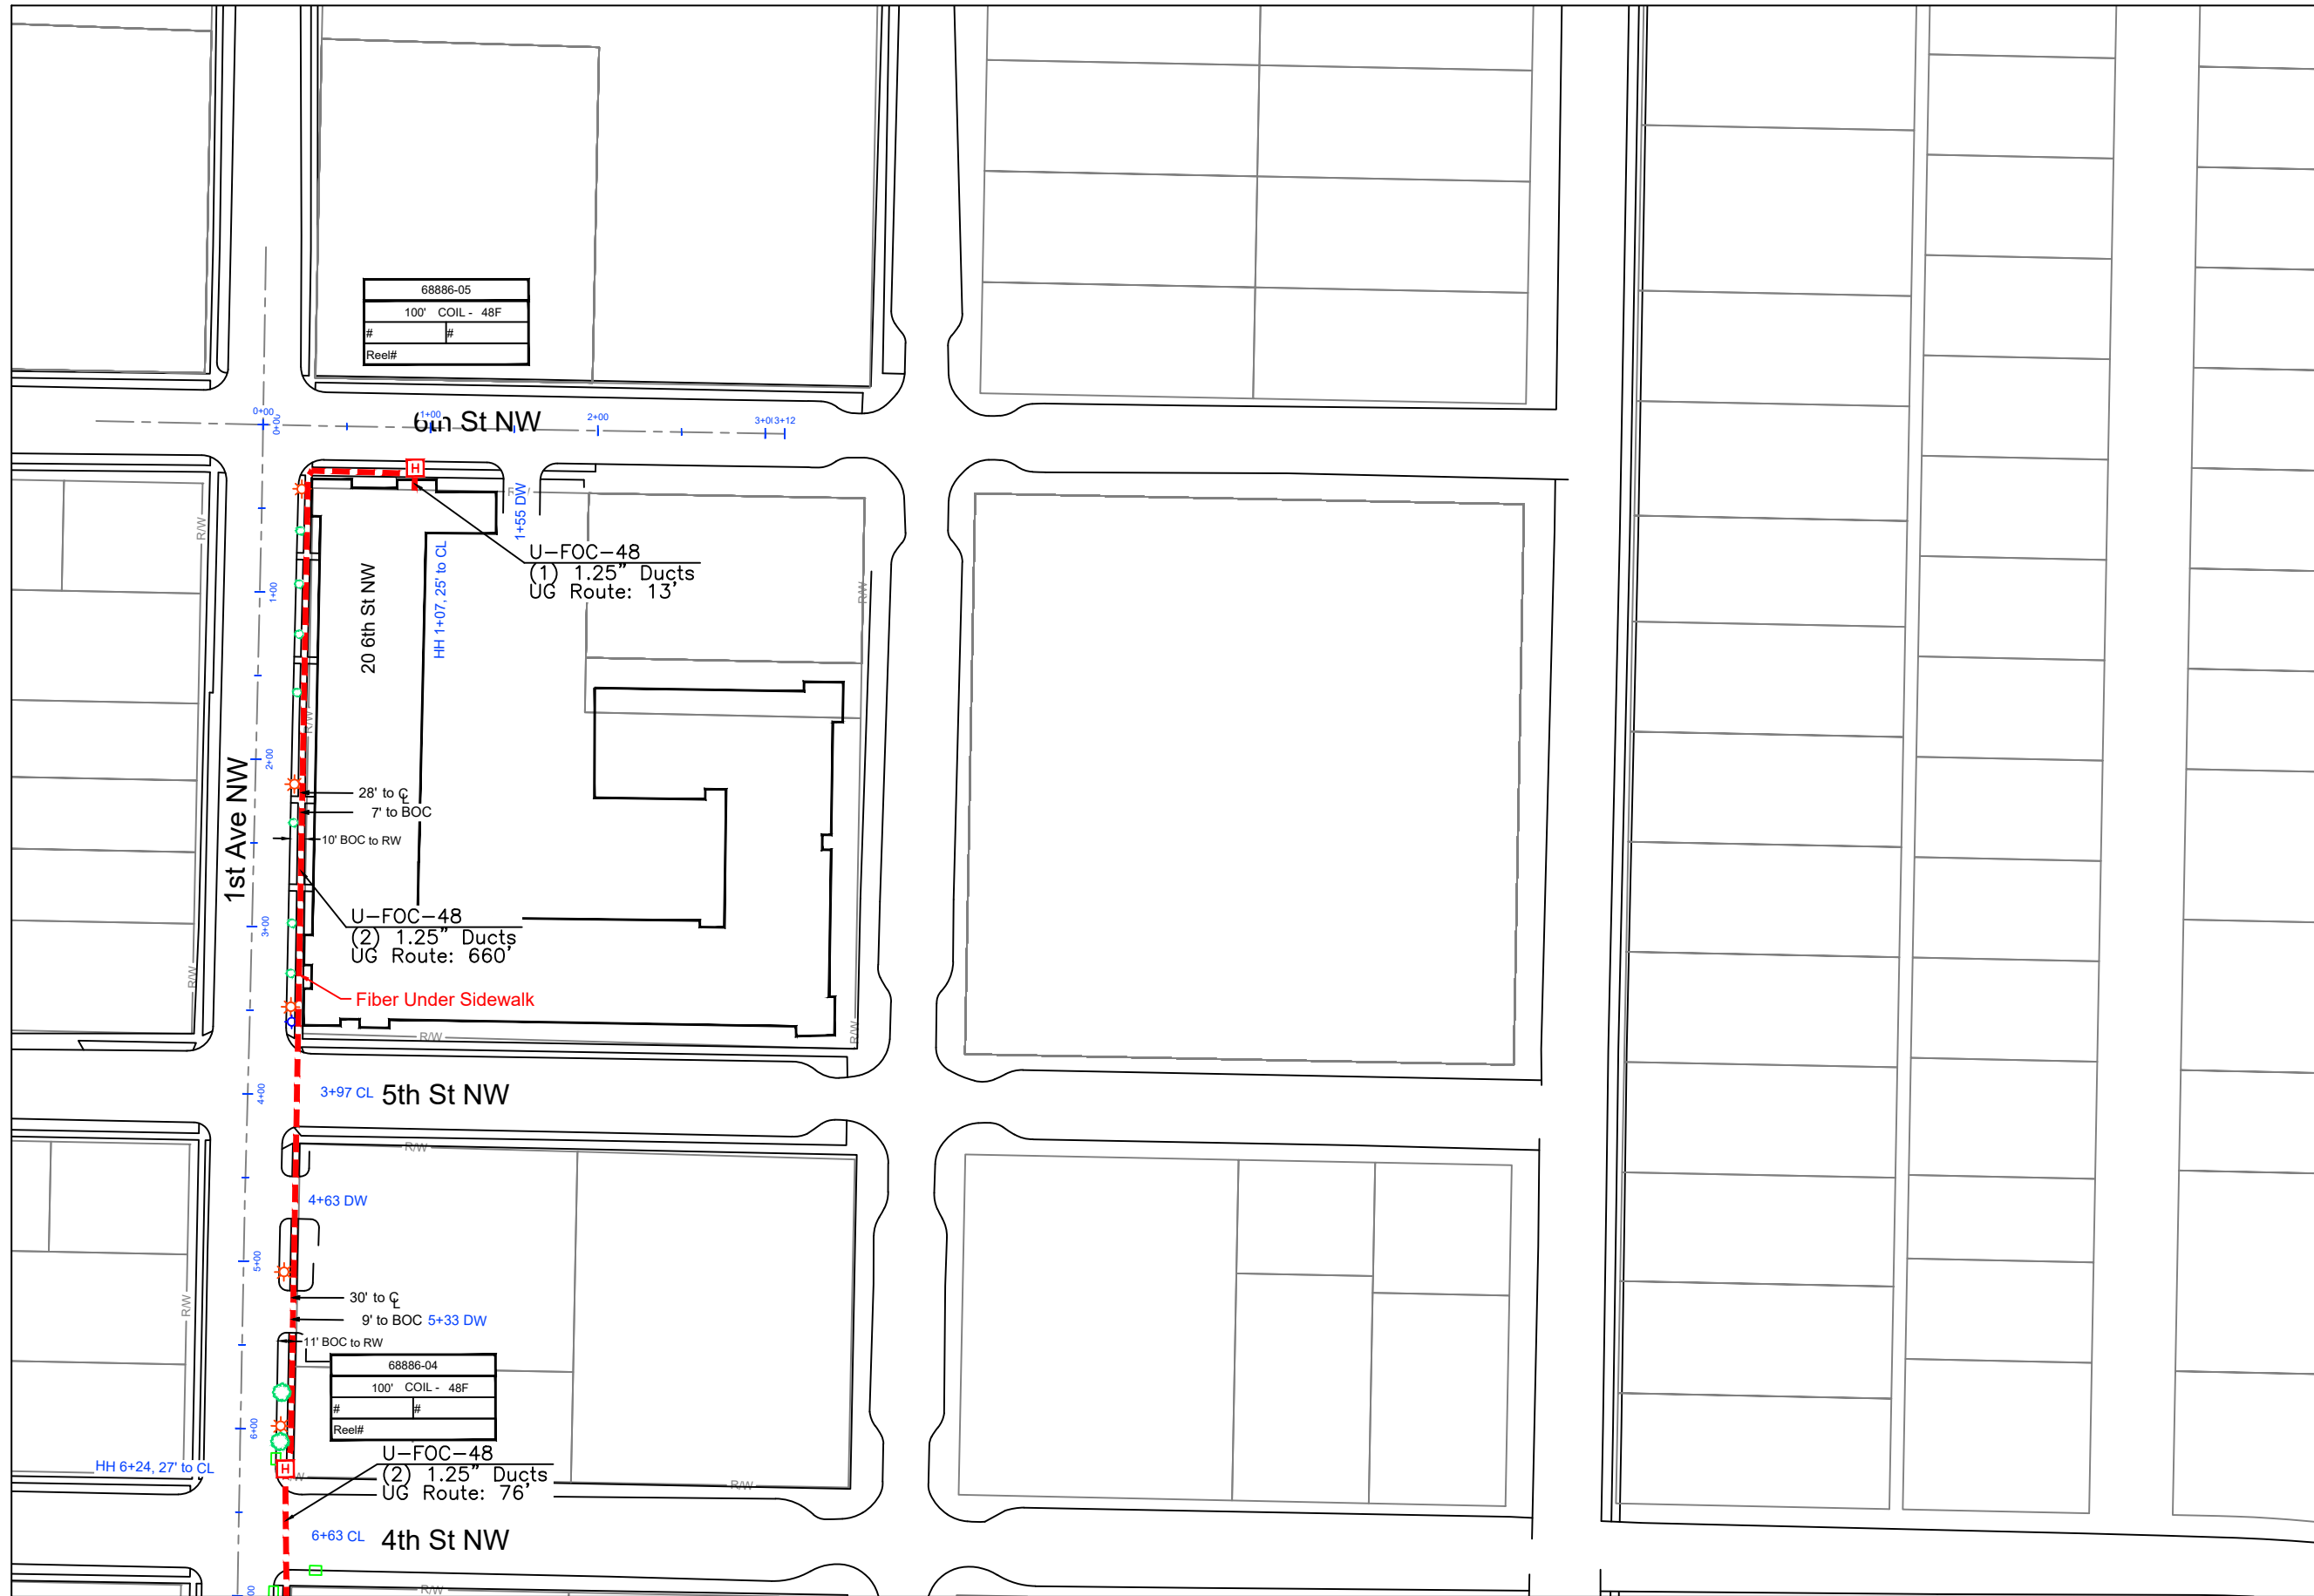 68886-05
100' COIL - 48F
# #
Reel#
0+00
0+00
1+00
2+00
3+12
6th St NW
H
R/W
1+55 DW
U-FOC-48
(1) 1.25" Ducts
UG Route: 13'
HH 1+07, 25' to CL
20 6th St NW
R/W
R/W
1+00
R/W
2+00
1st Ave NW
28' to CL
7' to BOC
10' BOC to RW
U-FOC-48
(2) 1.25" Ducts
UG Route: 660'
3+00
R/W
Fiber Under Sidewalk
R/W
R/W
4+00
3+97 CL
5th St NW
R/W
4+63 DW
5+00
R/W
30' to CL
9' to BOC 5+33 DW
11' BOC to RW
68886-04
100' COIL - 48F
# #
Reel#
6+00
HH 6+24, 27' to CL
H
U-FOC-48
(2) 1.25" Ducts
UG Route: 76'
R/W
6+63 CL
4th St NW
R/W